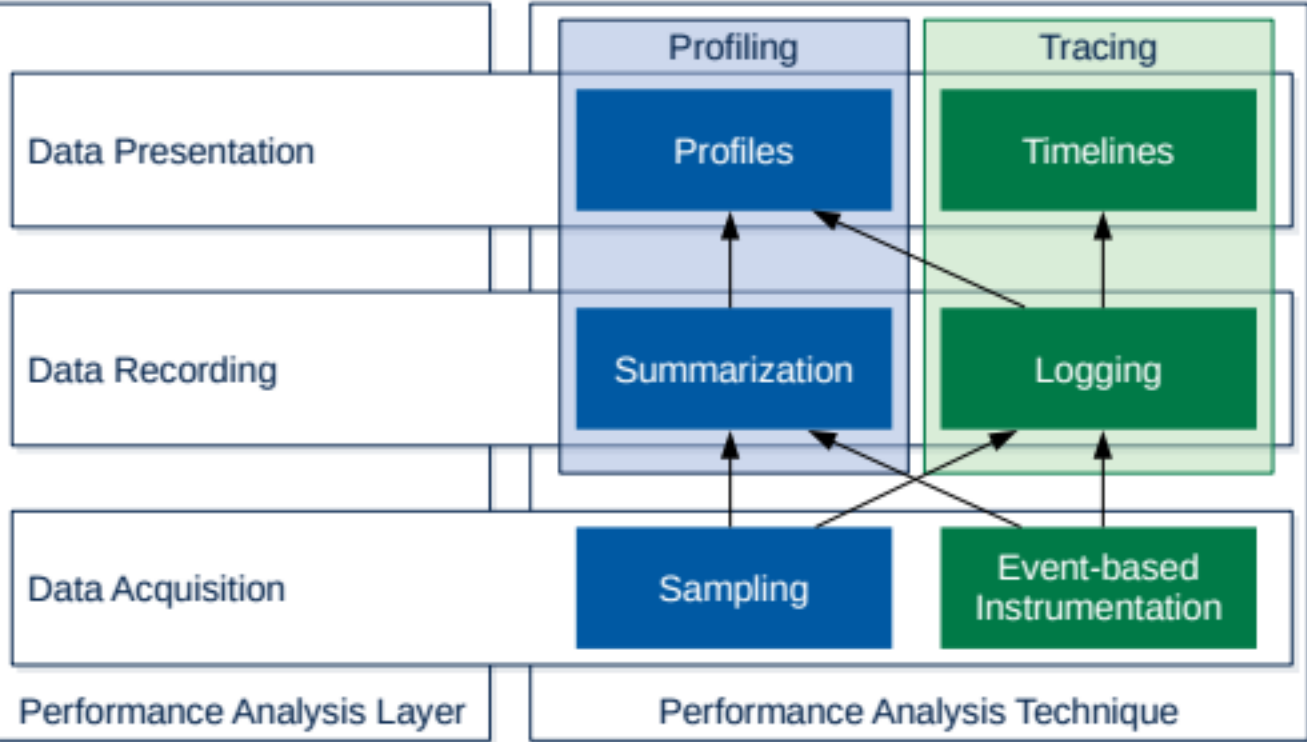 Profiling
Tracing
Data Presentation
Profiles
Timelines
Data Recording
Summarization
Logging
Data Acquisition
Sampling
Event-based
Instrumentation
Performance Analysis Layer
Performance Analysis Technique